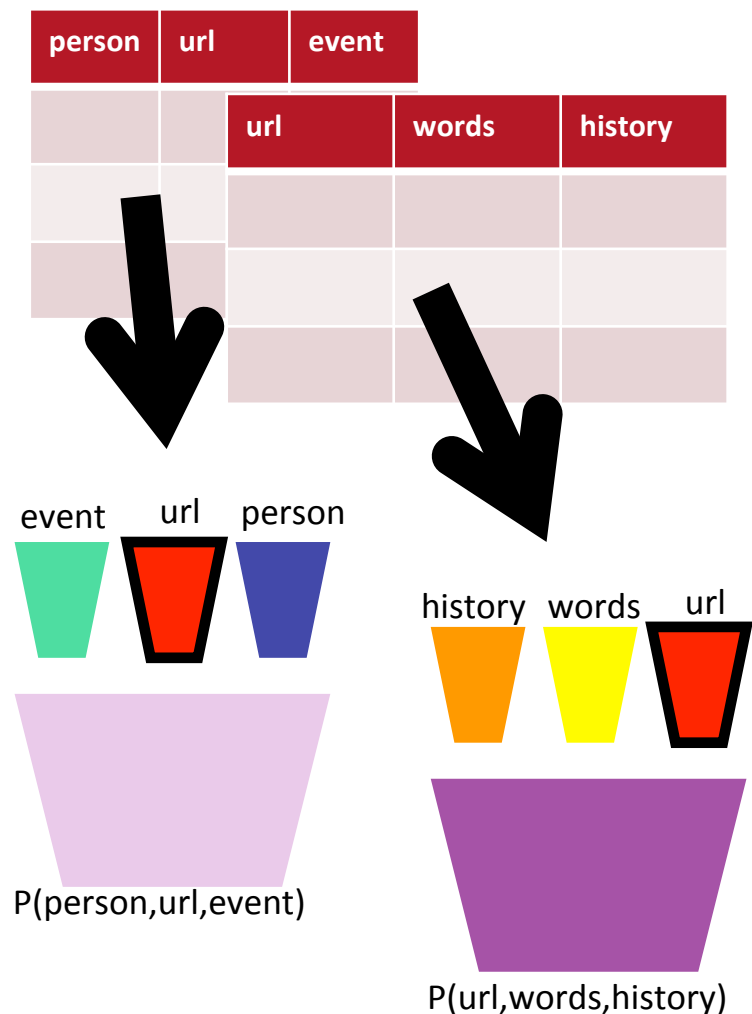 person url event
url words history
event url person
history words url
P(person,url,event)
P(url,words,history)